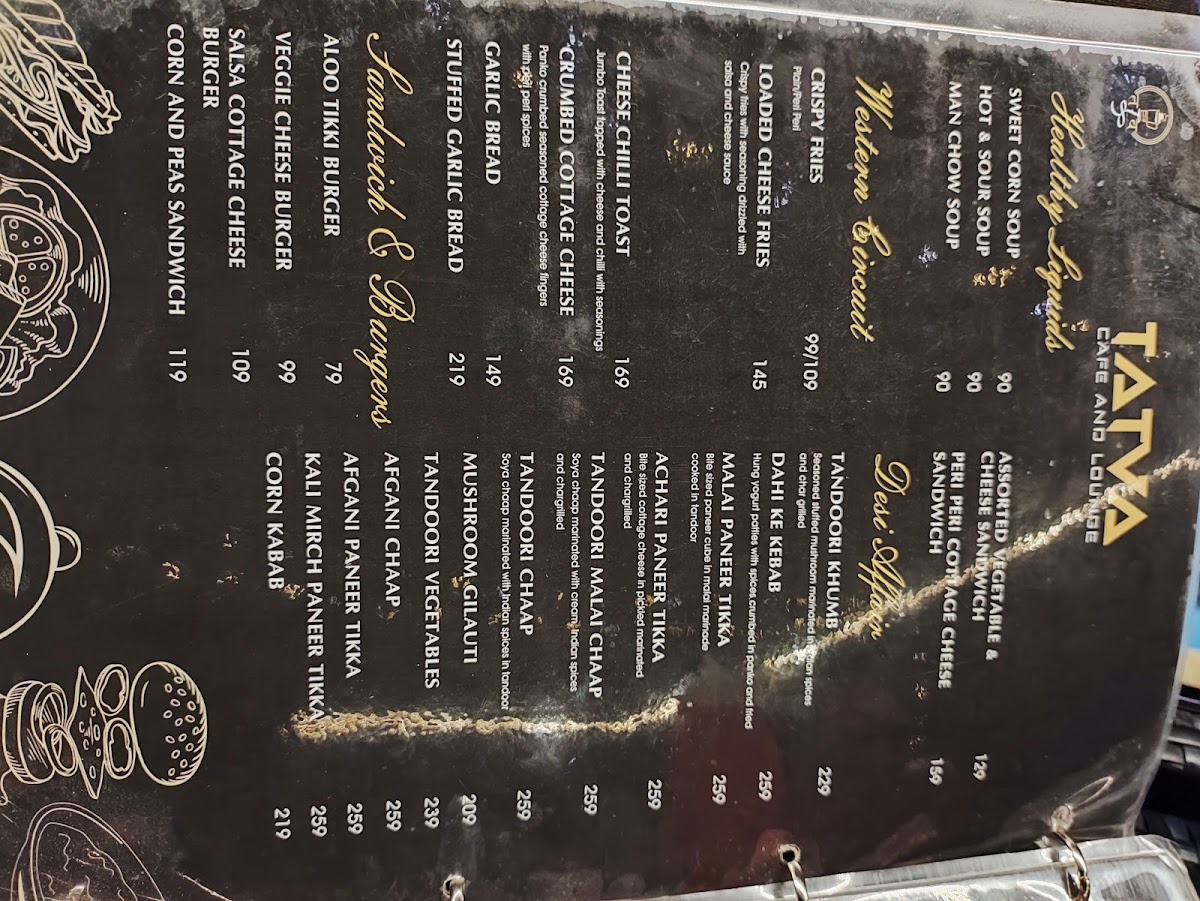 TATVA
CAFE AND LOUNGE
Healthy Liquids
SWEET CORN SOUP 90
HOT & SOUR SOUP 90
MAN CHOW SOUP 90
Western Circuit
CRISPY FRIES 99/109
Plain/Peri Peri
LOADED CHEESE FRIES 145
Crispy fries with seasoning drizzled with
salsa and cheese sauce
CHEESE CHILLI TOAST 169
Jumbo Toast topped with cheese and chilli with seasonings
CRUMBED COTTAGE CHEESE 169
Panko crumbed seasoned cottage cheese fingers
with peri peri spices
GARLIC BREAD 149
STUFFED GARLIC BREAD 219
Sandwich & Burgers
ALOO TIKKI BURGER 79
VEGGIE CHEESE BURGER 99
SALSA COTTAGE CHEESE 109
BURGER
CORN AND PEAS SANDWICH 119
ASSORTED VEGETABLE &
CHEESE SANDWICH 129
PERI PERI COTTAGE CHEESE
SANDWICH 159
Desi Affair
TANDOORI KHUMB 229
Seasoned stuffed mushroom marinated in Indian spices
and char grilled
DAHI KE KEBAB 259
Hung yogurt patties with spices, crumbed in panko and fried
MALAI PANEER TIKKA 259
Bite sized paneer cube in malai marinade
cooked in tandoor
ACHARI PANEER TIKKA 259
Bite sized cottage cheese in pickled marinated
and chargrilled
TANDOORI MALAI CHAAP 259
Soya chaap marinated with creamy Indian spices
and chargrilled
TANDOORI CHAAP 259
Soya chaap marinated with Indian spices in tandoor
MUSHROOM GILAUTI 209
TANDOORI VEGETABLES 239
AFGANI CHAAP 259
AFGANI PANEER TIKKA 259
KALI MIRCH PANEER TIKKA 259
CORN KABAB 219